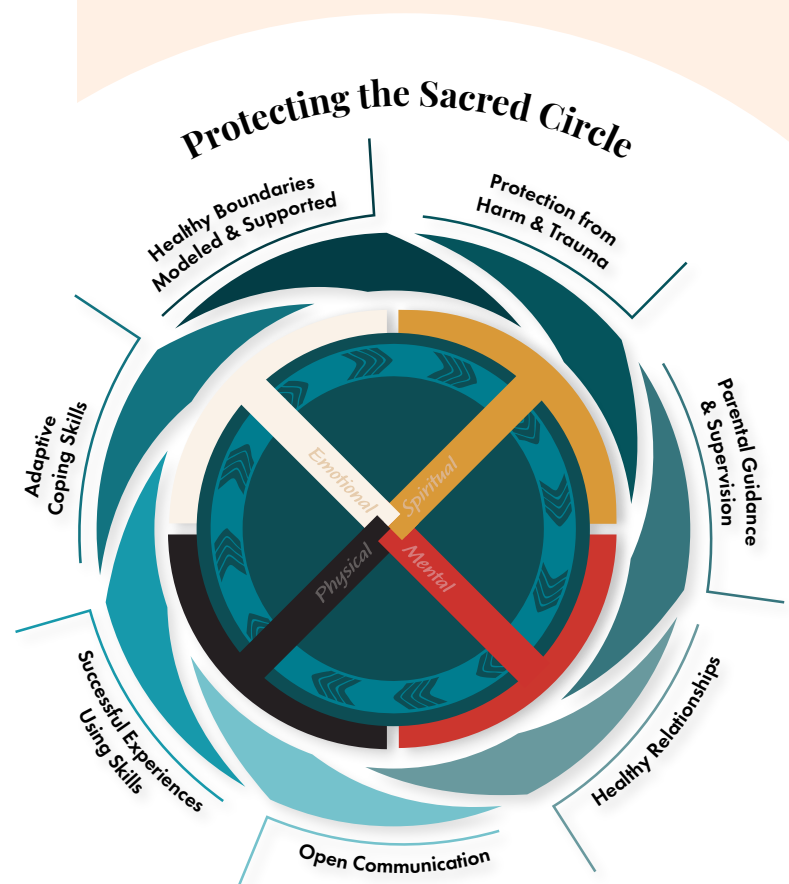 Protecting the Sacred Circle
Healthy Boundaries
Modeled & Supported
Protection from
Harm & Trauma
Parental Guidance
& Supervision
Healthy Relationships
Open Communication
Successful Experiences
Using Skills
Adaptive
Coping Skills
Emotional
Spiritual
Physical
Mental